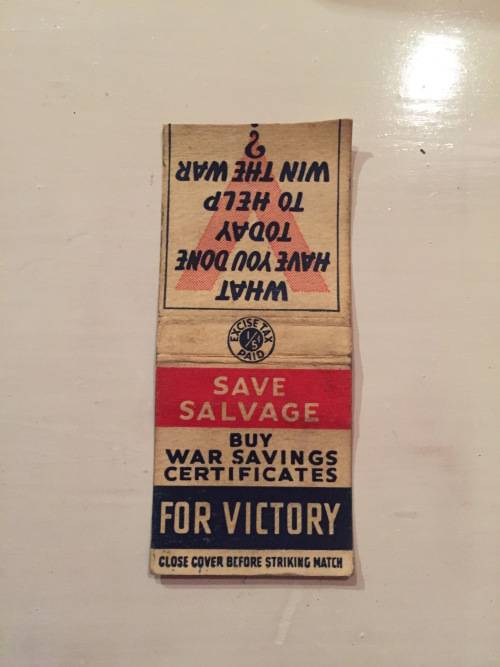 WHAT
HAVE YOU DONE
TODAY
TO HELP
WIN THE WAR
?
EXCISE TAX
1/5¢
PAID
SAVE
SALVAGE
BUY
WAR SAVINGS
CERTIFICATES
FOR VICTORY
CLOSE COVER BEFORE STRIKING MATCH